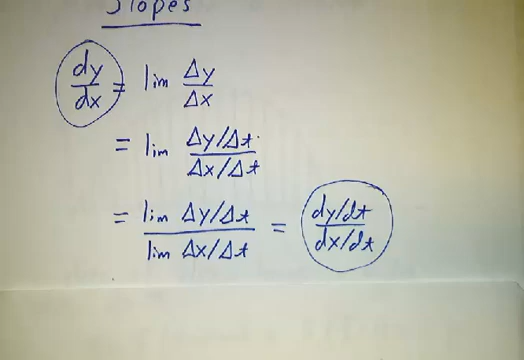 Slopes
dy/dx = lim Δy/Δx
= lim Δy/Δt / Δx/Δt
= lim Δy/Δt / lim Δx/Δt = dy/dt / dx/dt